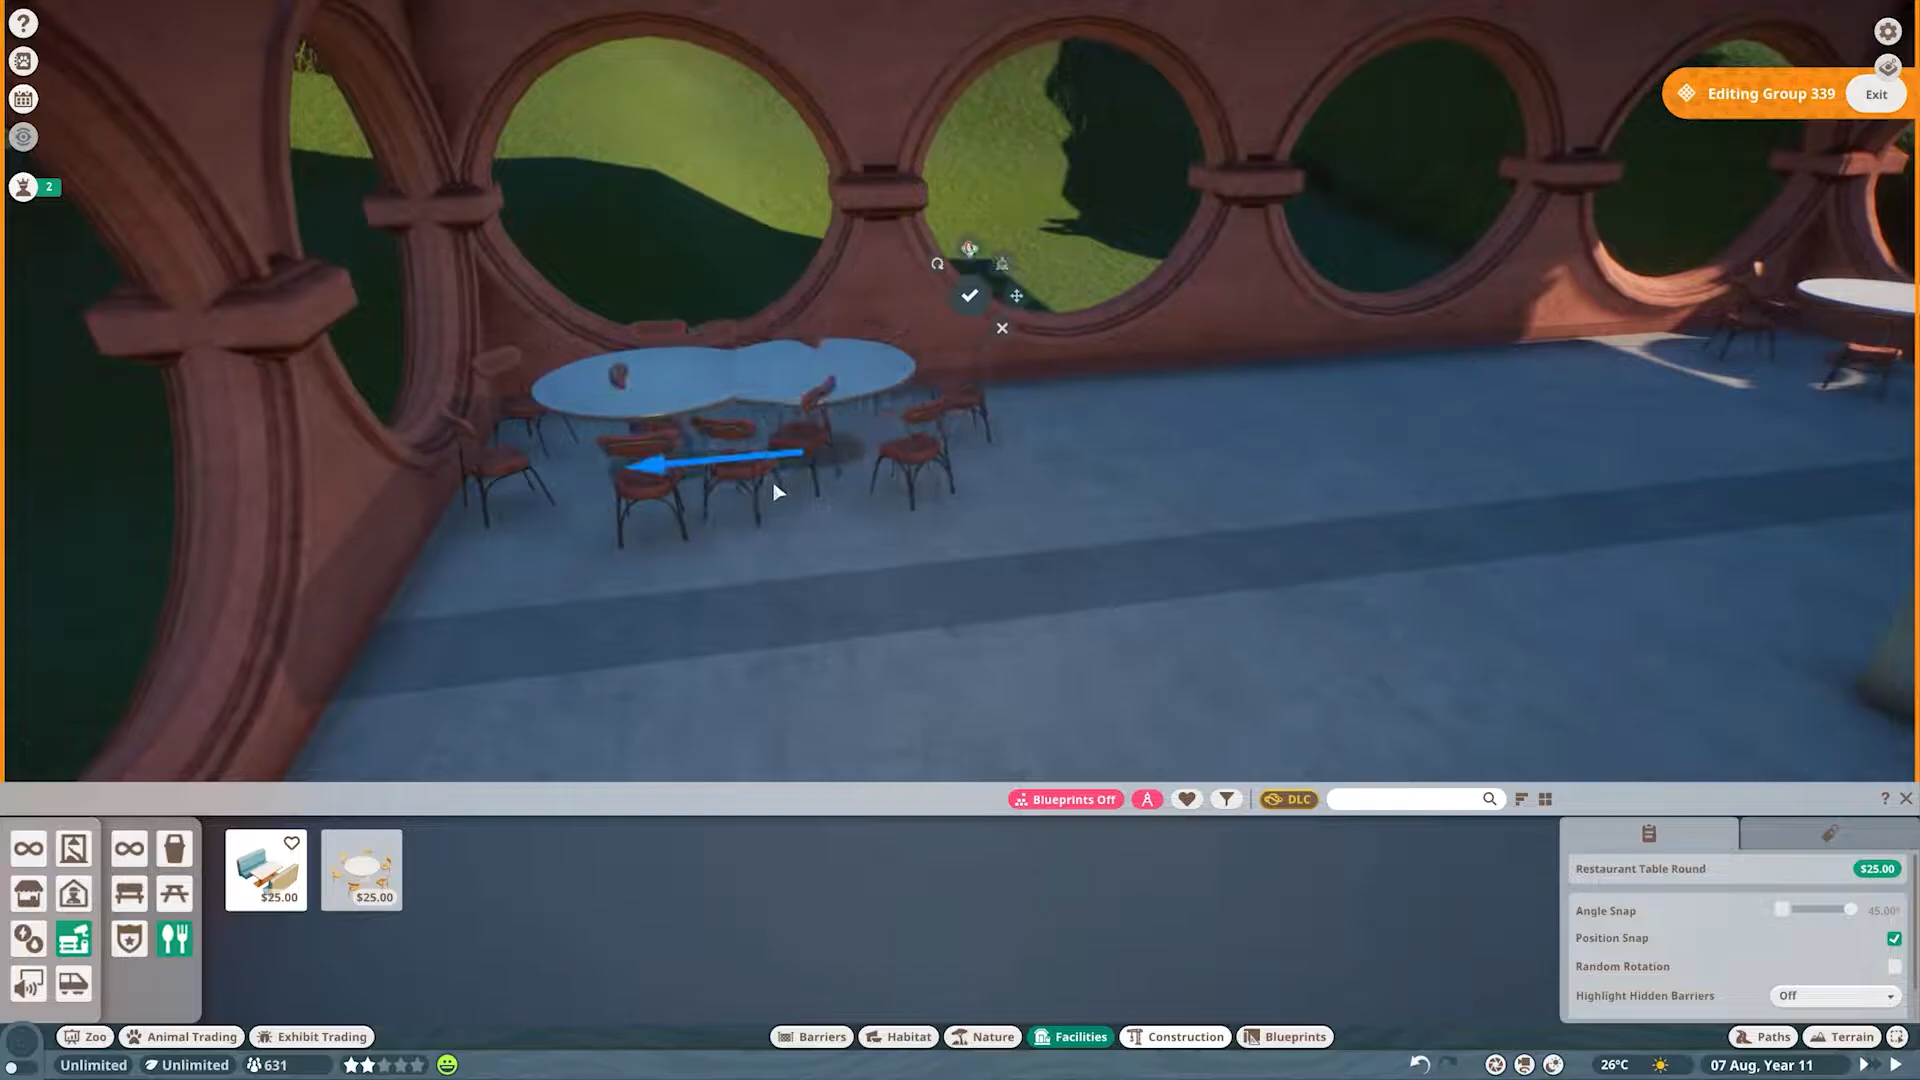 ?
Editing Group 339
Exit
2
Blueprints Off
DLC
?
$25.00
$25.00
Restaurant Table Round
$25.00
Angle Snap
45.00°
Position Snap
Random Rotation
Highlight Hidden Barriers
Off
Zoo
Animal Trading
Exhibit Trading
Barriers
Habitat
Nature
Facilities
Construction
Blueprints
Paths
Terrain
Unlimited
Unlimited
631
26°C
07 Aug, Year 11